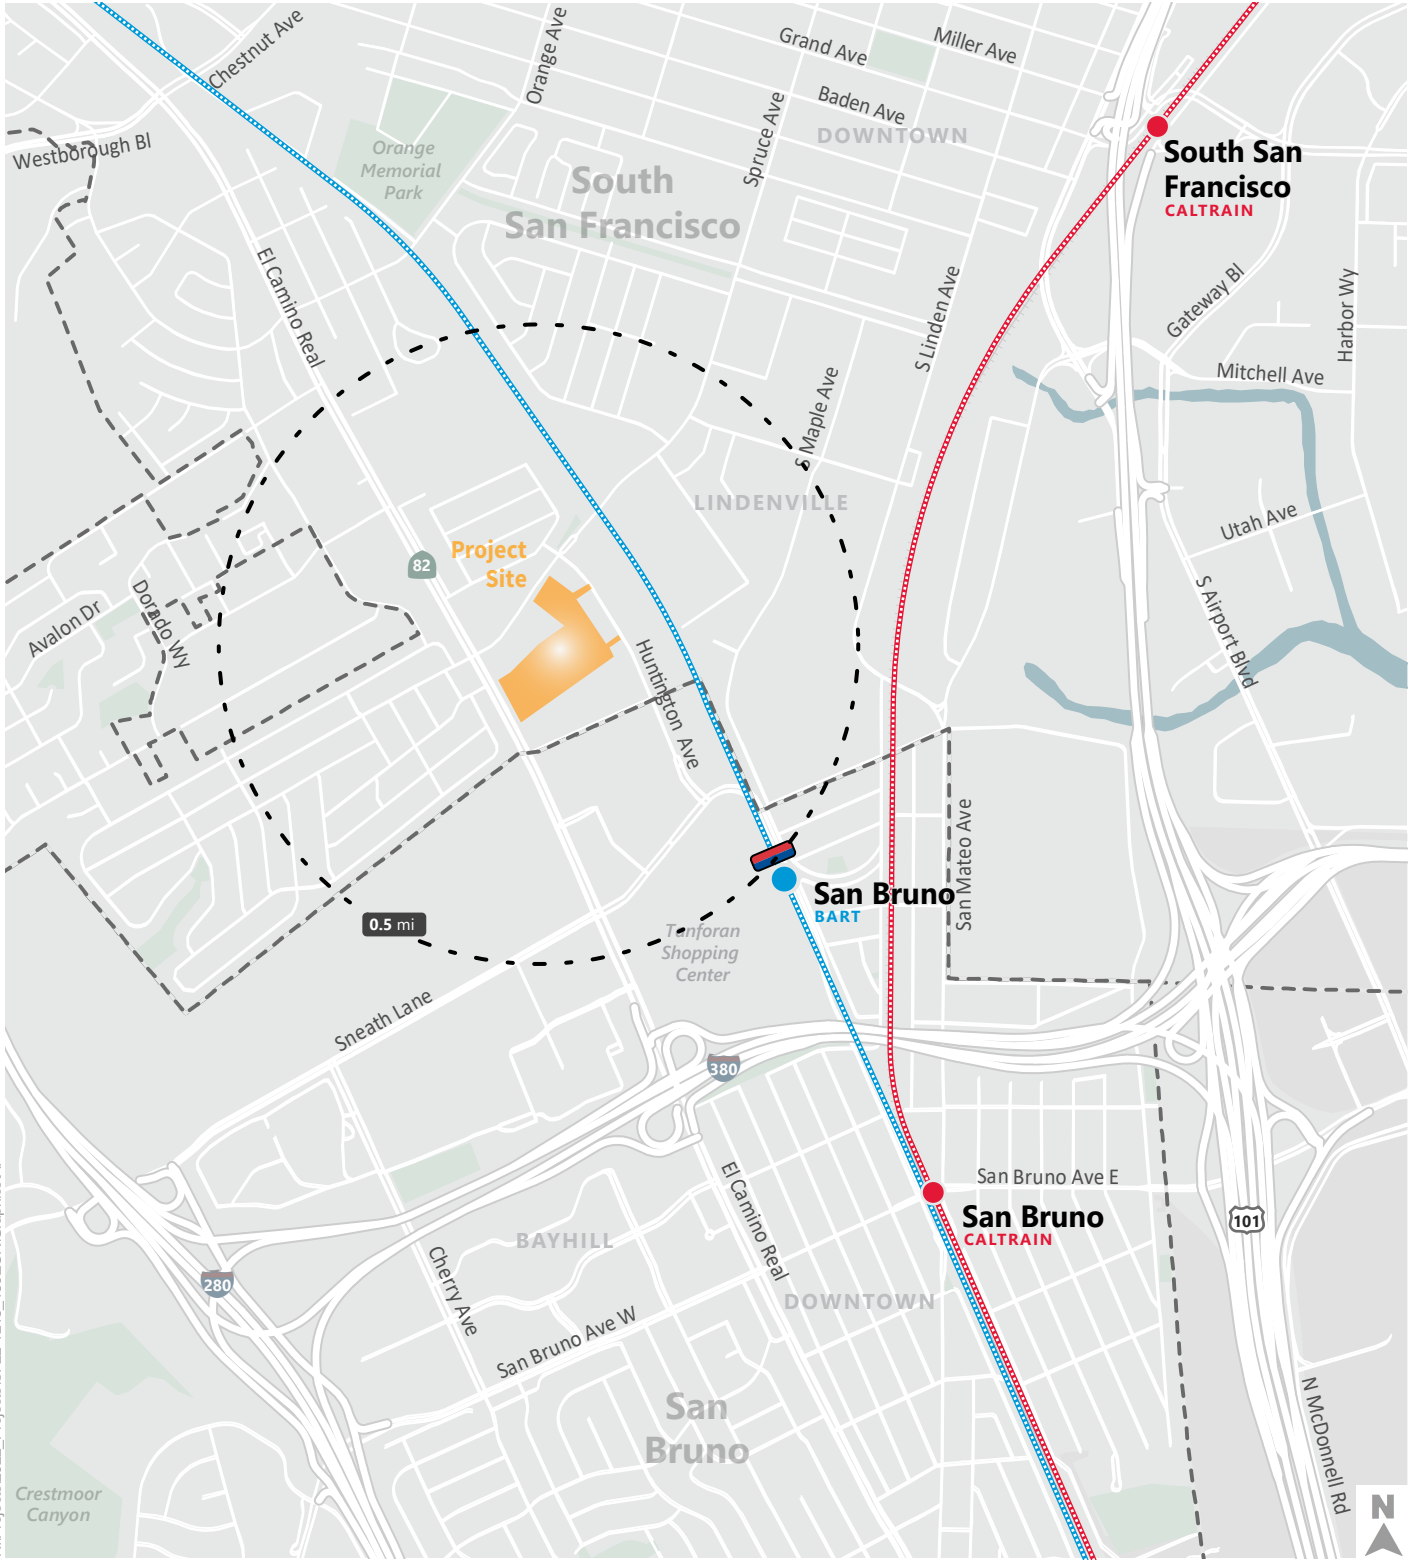 Chestnut Ave
Orange Ave
Grand Ave
Miller Ave
Baden Ave
DOWNTOWN
Spruce Ave
Westborough Bl
Orange
Memorial
Park
South
San Francisco
South San
Francisco
CALTRAIN
El Camino Real
S Linden Ave
Gateway Bl
Harbor Wy
Mitchell Ave
S Maple Ave
LINDENVILLE
Utah Ave
82
Project
Site
Avalon Dr
Dorado Wy
Huntington Ave
S Airport Blvd
San Mateo Ave
San Bruno
BART
0.5 mi
Tanforan
Shopping
Center
Sneath Lane
380
El Camino Real
San Bruno Ave E
San Bruno
CALTRAIN
101
BAYHILL
280
Cherry Ave
DOWNTOWN
San Bruno Ave W
San
Bruno
N McDonnell Rd
Crestmoor
Canyon
N